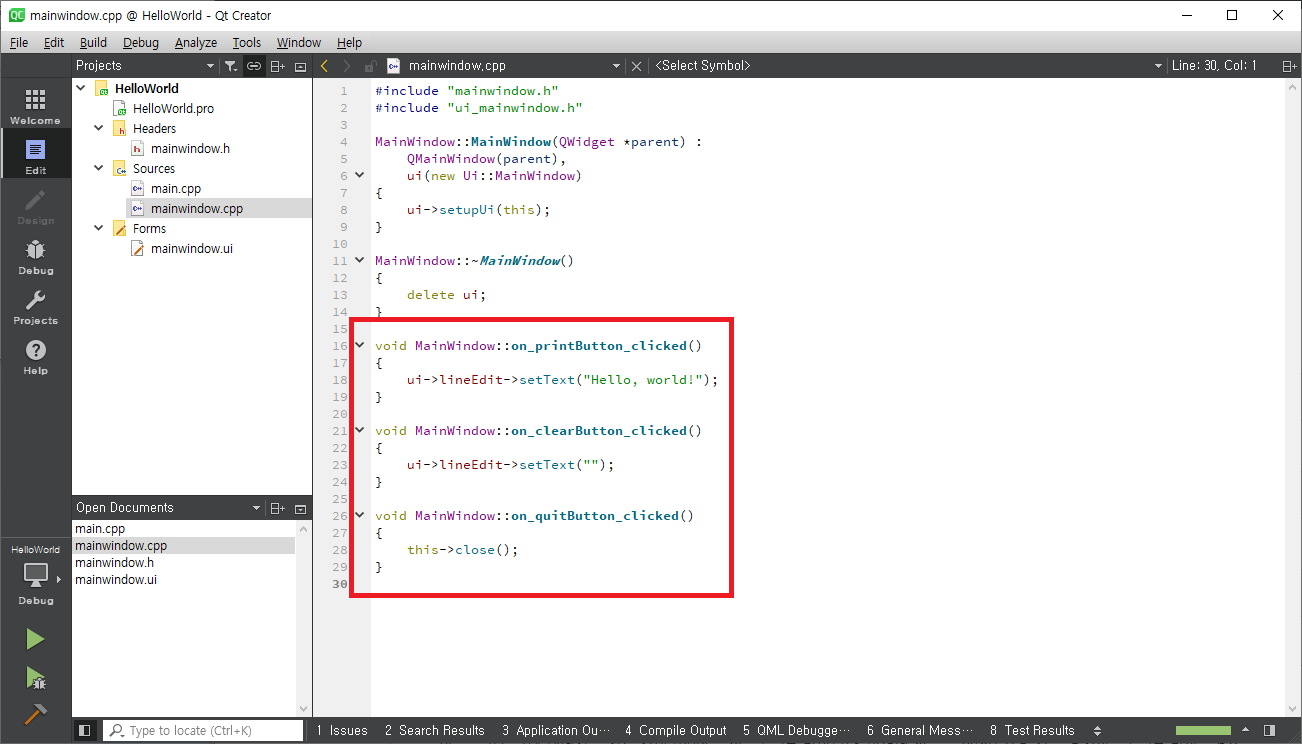 QC mainwindow.cpp @ HelloWorld - Qt Creator
File Edit Build Debug Analyze Tools Window Help
Projects
mainwindow.cpp
<Select Symbol>
Line: 30, Col: 1
Welcome
Edit
Design
Debug
Projects
Help
HelloWorld
HelloWorld.pro
Headers
mainwindow.h
Sources
main.cpp
mainwindow.cpp
Forms
mainwindow.ui
1 #include "mainwindow.h"
2 #include "ui_mainwindow.h"
3
4 MainWindow::MainWindow(QWidget *parent) :
5 QMainWindow(parent),
6 ui(new Ui::MainWindow)
7 {
8 ui->setupUi(this);
9 }
10
11 MainWindow::~MainWindow()
12 {
13 delete ui;
14 }
15
16 void MainWindow::on_printButton_clicked()
17 {
18 ui->lineEdit->setText("Hello, world!");
19 }
20
21 void MainWindow::on_clearButton_clicked()
22 {
23 ui->lineEdit->setText("");
24 }
25
26 void MainWindow::on_quitButton_clicked()
27 {
28 this->close();
29 }
30
Open Documents
main.cpp
mainwindow.cpp
mainwindow.h
mainwindow.ui
HelloWorld
Debug
Type to locate (Ctrl+K)
1 Issues 2 Search Results 3 Application Ou··· 4 Compile Output 5 QML Debugge··· 6 General Mess··· 8 Test Results